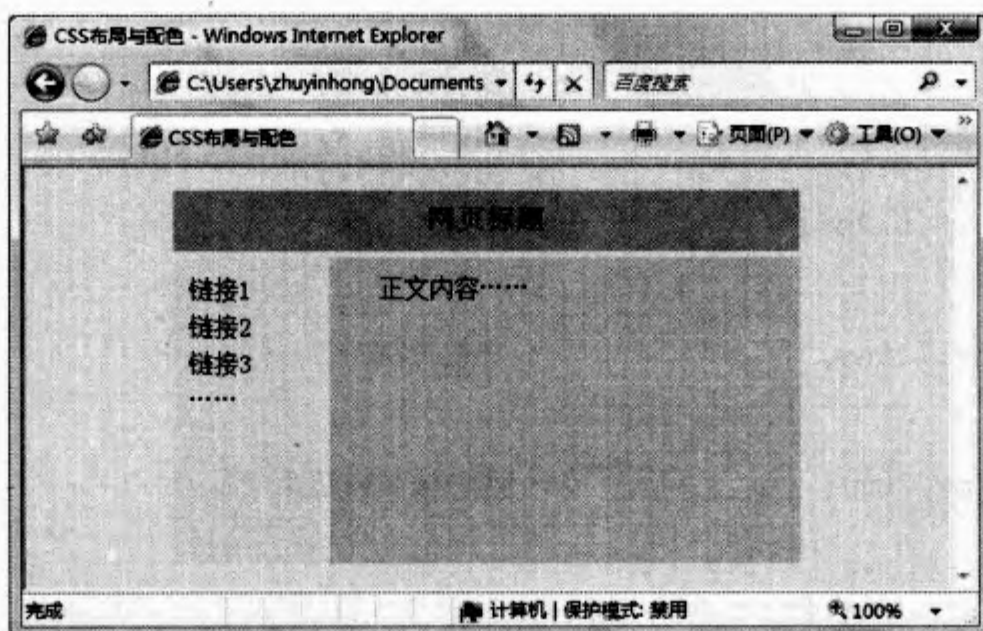 CSS布局与配色 - Windows Internet Explorer
C:\Users\zhuyinhong\Documents 百度搜索
CSS布局与配色 页面(P) 工具(O)
网页标题
链接1 正文内容……
链接2
链接3
……
完成 计算机 | 保护模式: 禁用 100%